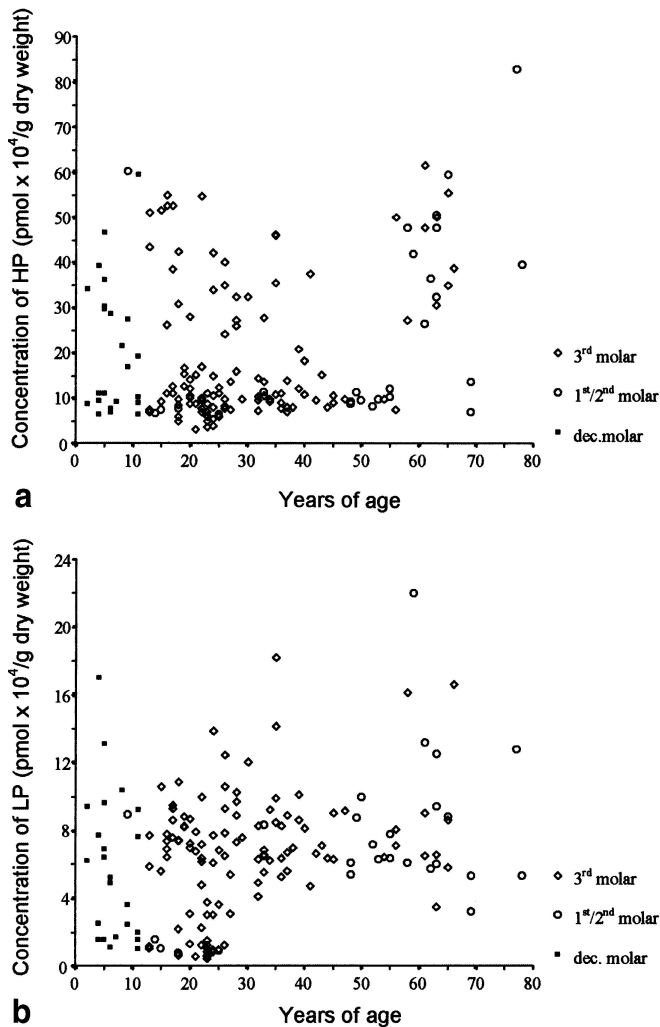 90
80
70
60
50
40
30
20
10
0
Concentration of HP (pmol x 10⁴/g dry weight)
0 10 20 30 40 50 60 70 80
Years of age
3rd molar
1st/2nd molar
dec.molar
a
24
20
16
12
8
4
0
Concentration of LP (pmol x 10⁴/g dry weight)
0 10 20 30 40 50 60 70 80
Years of age
3rd molar
1st/2nd molar
dec. molar
b